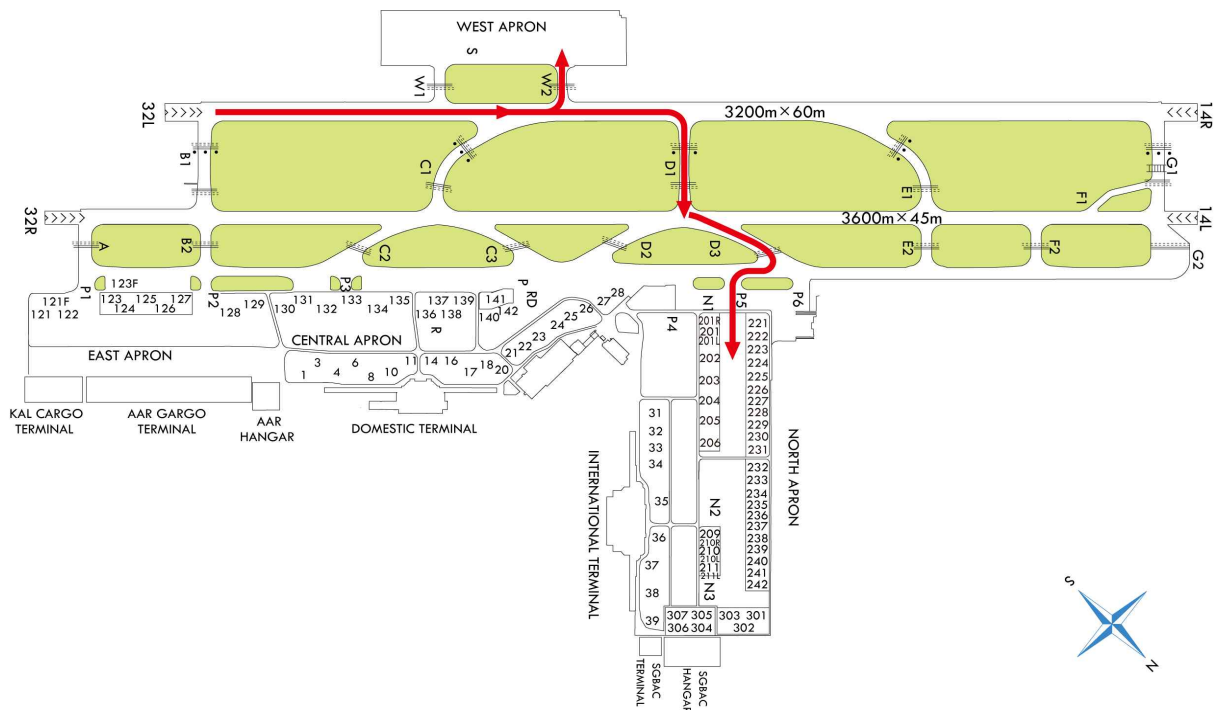 WEST APRON
S
W1
W2
32L
3200m×60m
14R
B1
C1
D1
E1
F1
G1
32R
3600m×45m
14L
A
B2
C2
C3
D2
D3
E2
F2
G2
P1
123F
P2
P3
P
RD
N1
P5
P6
121F
121 122
123 125 127
124 126
128 129
130 131 132 133 134 135
136 137 138 139
R
140 141 142
21 22 23 24 25 26 27 28
P4
EAST APRON
CENTRAL APRON
1 3 4 6 8 10 11
14 16 17 18 20
KAL CARGO
TERMINAL
AAR GARGO
TERMINAL
AAR
HANGAR
DOMESTIC TERMINAL
INTERNATIONAL TERMINAL
31
32
33
34
35
36
37
38
39
201R
201
201L
202
203
204
205
206
N2
209
210R
210
210L
211
211L
N3
221
222
223
224
225
226
227
228
229
230
231
232
233
234
235
236
237
238
239
240
241
242
NORTH APRON
307 305
306 304
303 301
302
SGBAC
TERMINAL
SGBAC
HANGAR
S
N